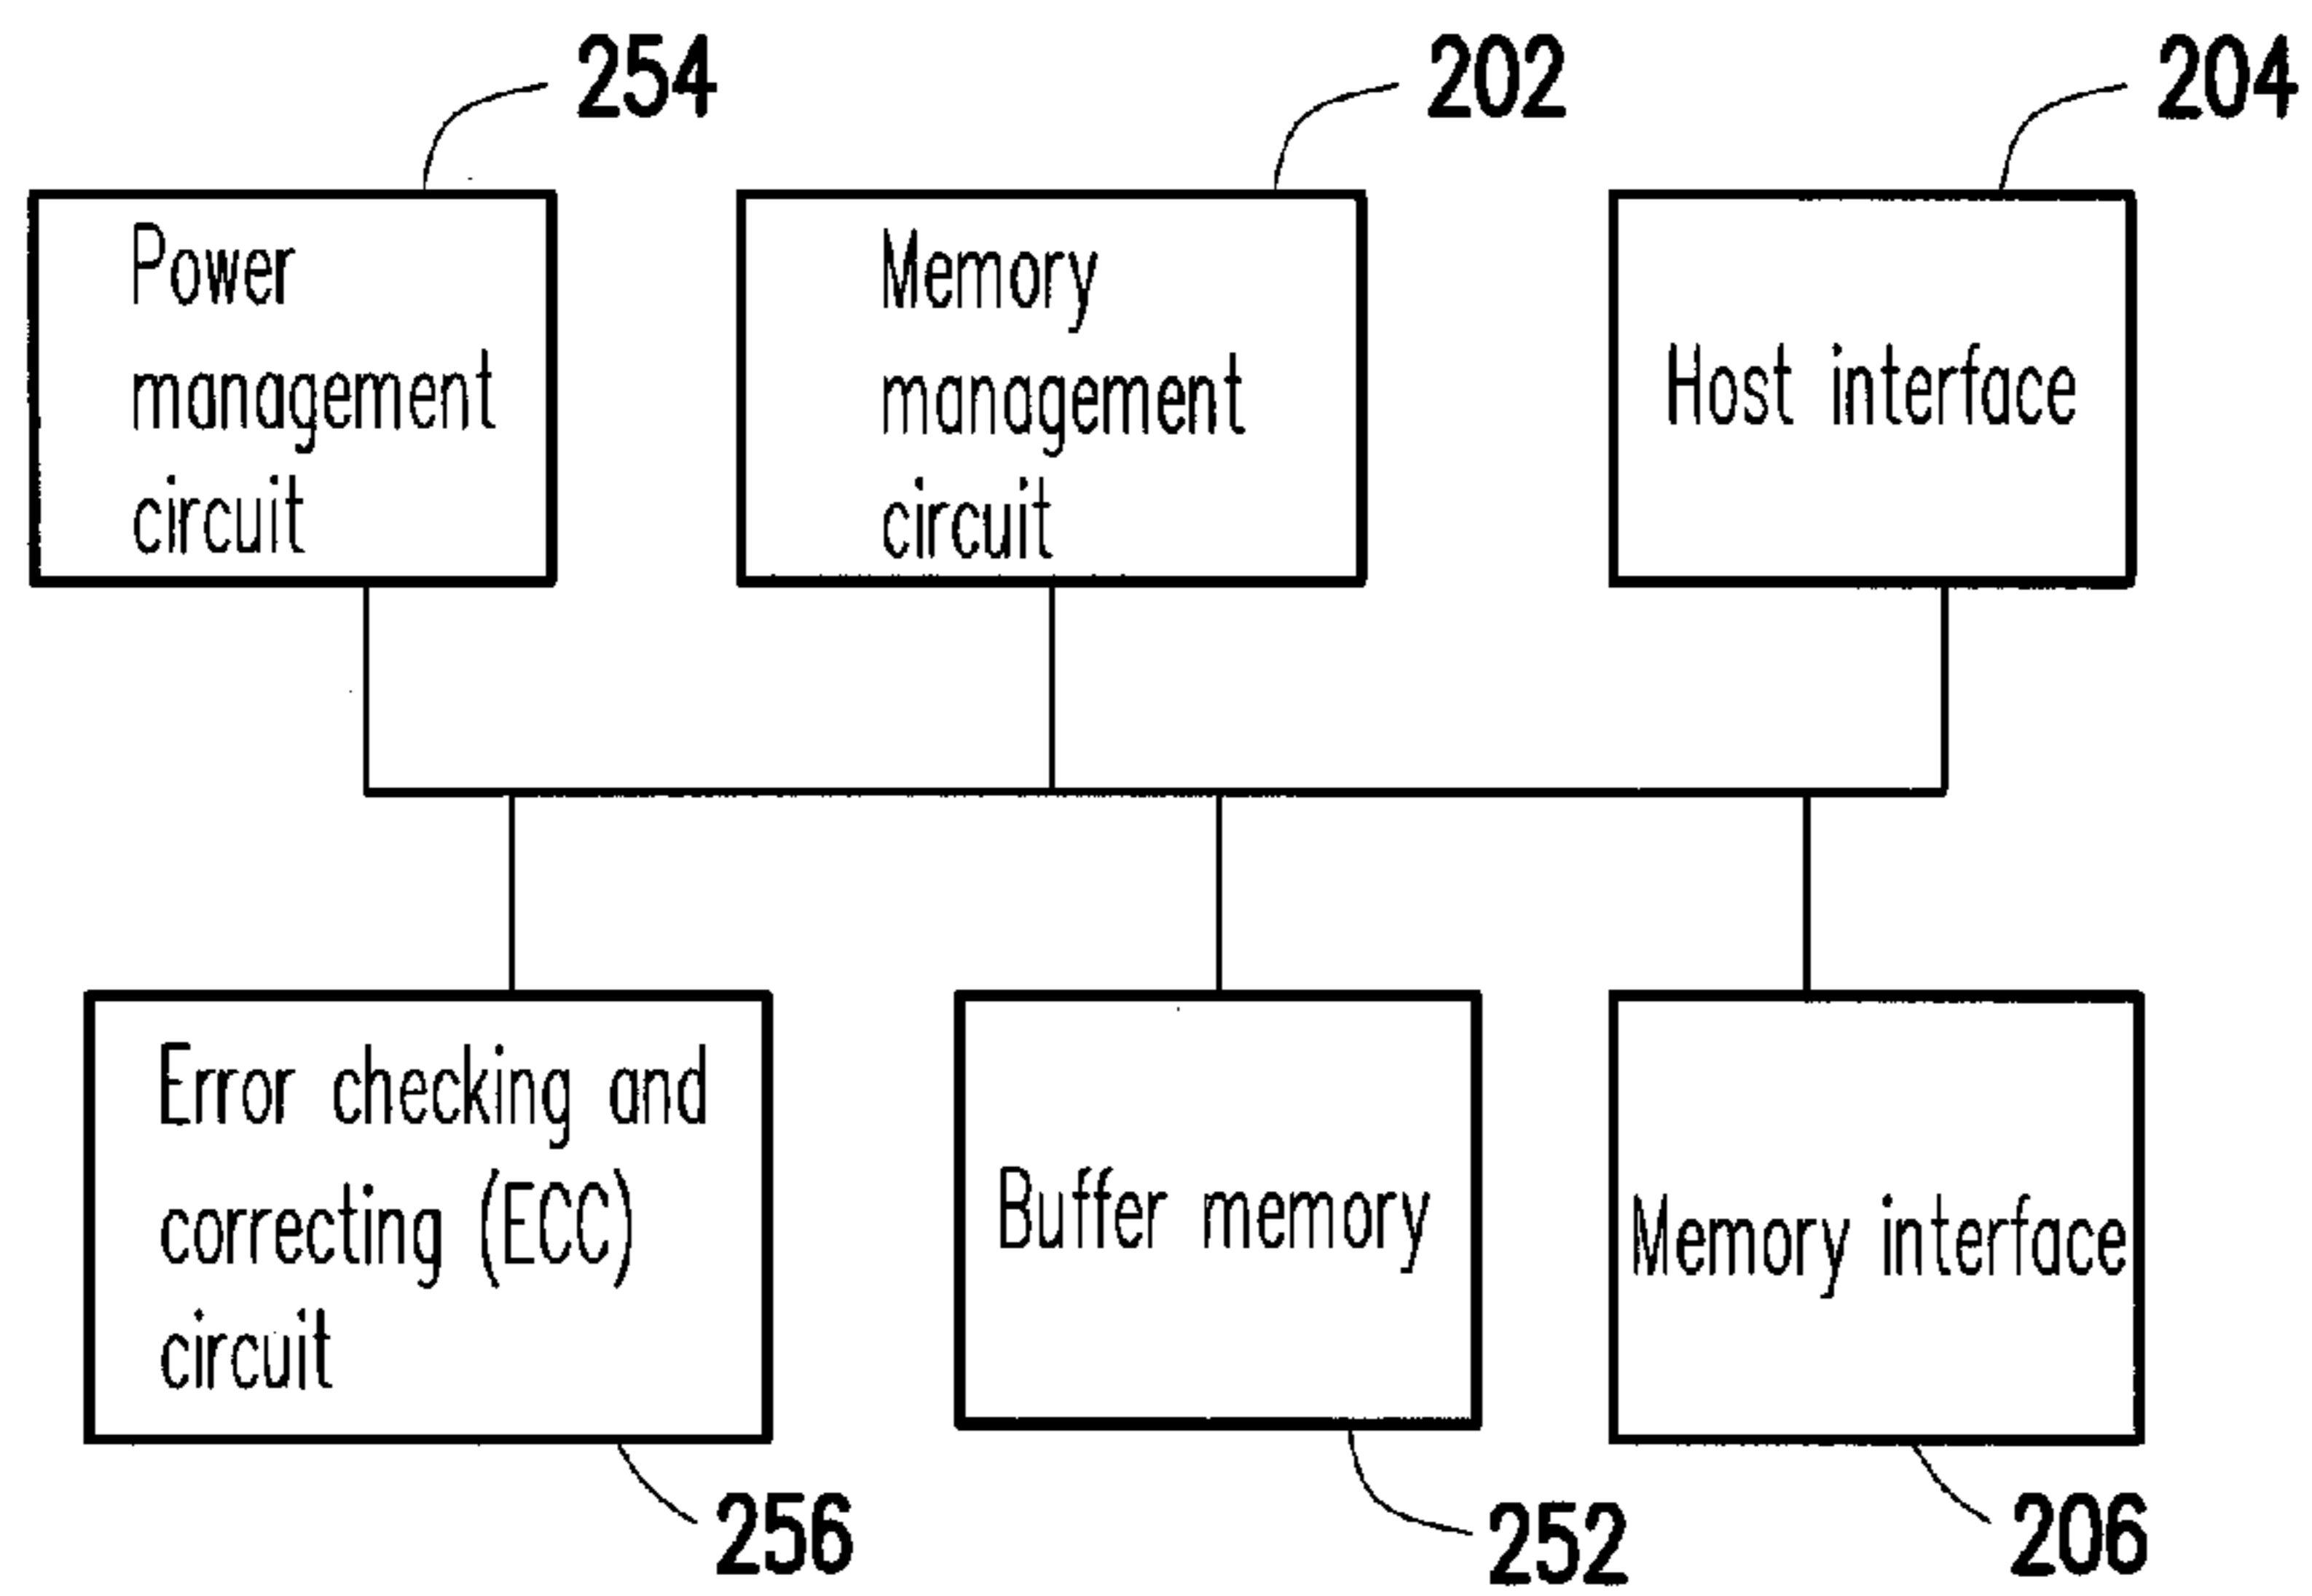 254
202
204
Power
management
circuit
Memory
management
circuit
Host interface
Error checking and
correcting (ECC)
circuit
Buffer memory
Memory interface
256
252
206